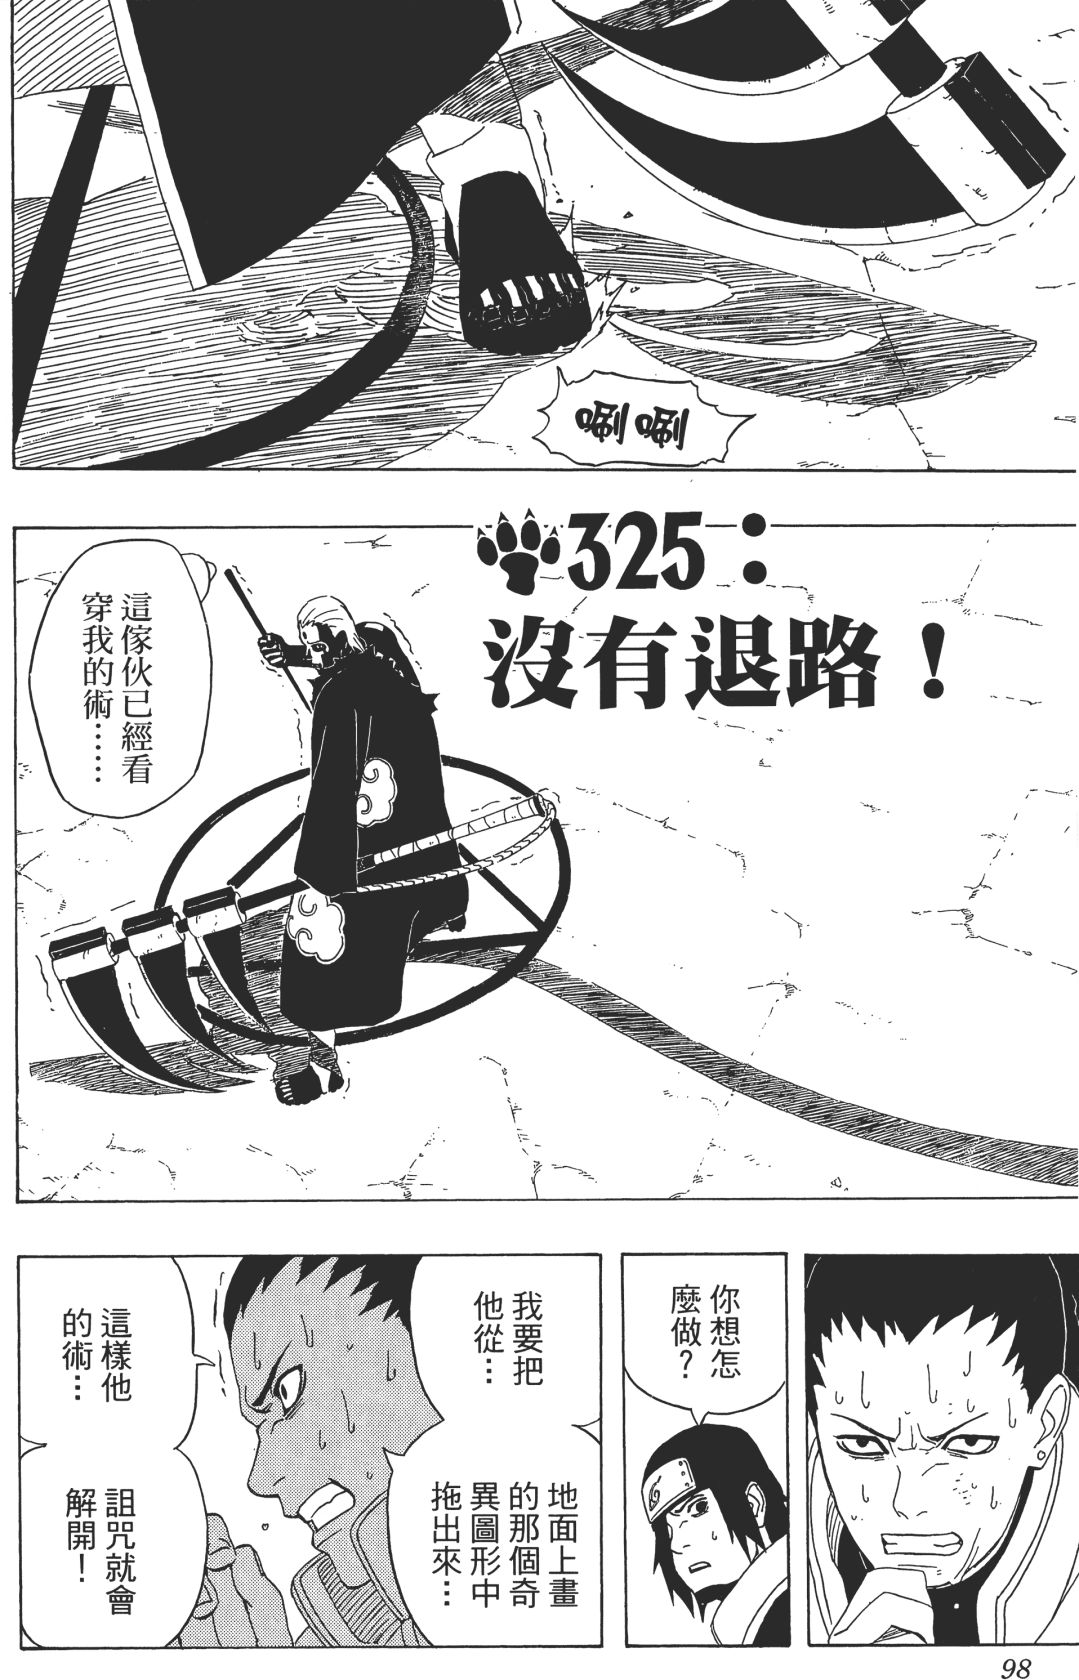 唰唰
325：
沒有退路！
這傢伙已經看
穿我的術……
你想怎
麼做？
我要把
他從…
地面上畫
的那個奇
異圖形中
拖出來…
這樣他
的術…
詛咒就會
解開！
98